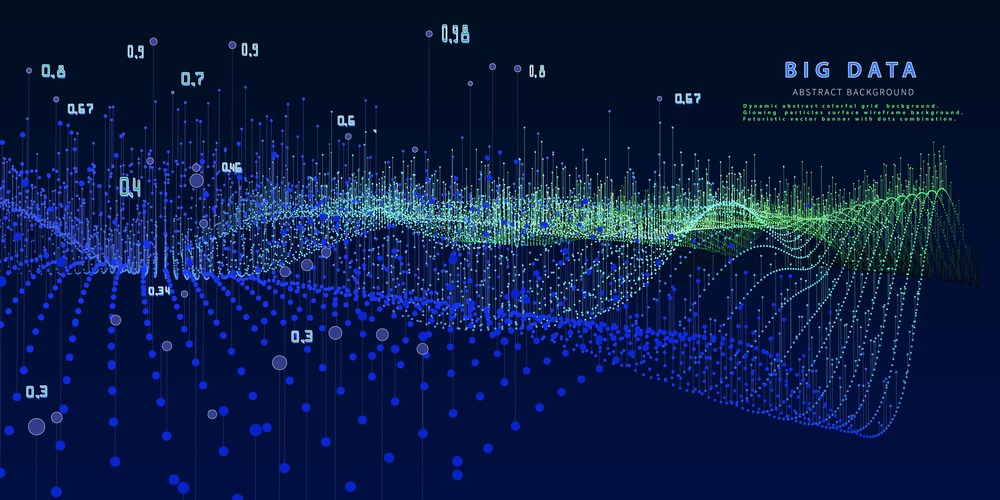 0.98
0.9
0.9
0.8
0.8
0.7
0.67
0.67
0.6
0.46
0.4
0.34
0.3
0.3
BIG DATA
ABSTRACT BACKGROUND
Dynamic abstract colorful grid background.
Glowing particles surface wireframe background.
Futuristic vector banner with dots combination.